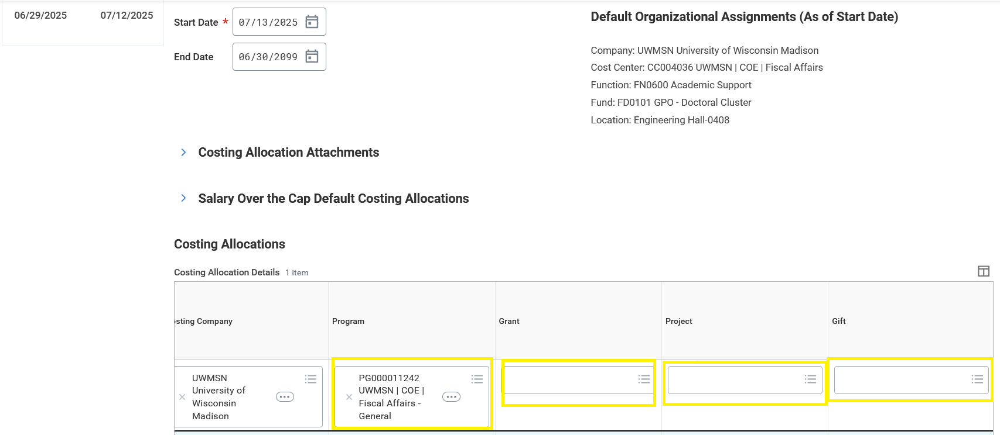 06/29/2025 07/12/2025
Start Date * 07/13/2025
End Date 06/30/2099
Default Organizational Assignments (As of Start Date)
Company: UWMSN University of Wisconsin Madison
Cost Center: CC004036 UWMSN | COE | Fiscal Affairs
Function: FN0600 Academic Support
Fund: FD0101 GPO - Doctoral Cluster
Location: Engineering Hall-0408
Costing Allocation Attachments
Salary Over the Cap Default Costing Allocations
Costing Allocations
Costing Allocation Details 1 item
osting Company Program Grant Project Gift
UWMSN
University of
Wisconsin
Madison
PG000011242
UWMSN | COE |
Fiscal Affairs -
General